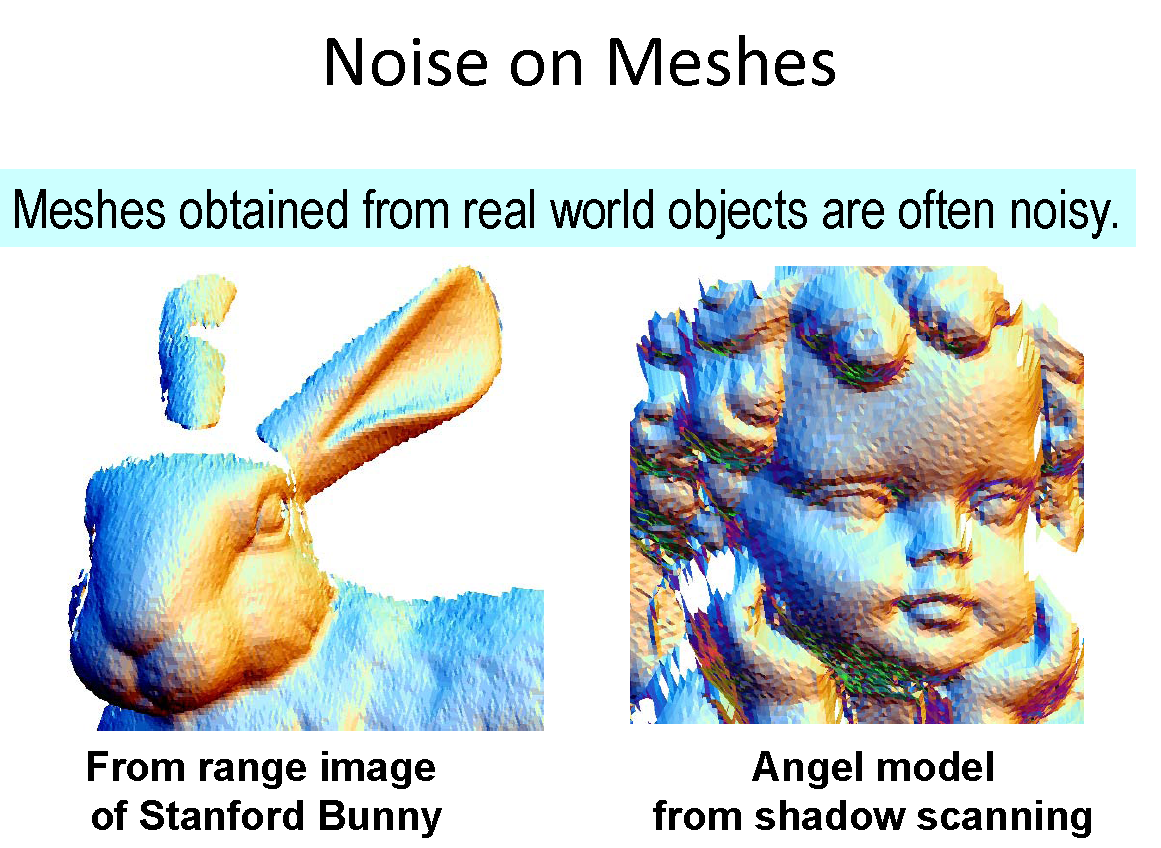 Noise on Meshes
Meshes obtained from real world objects are often noisy.
From range image
of Stanford Bunny
Angel model
from shadow scanning